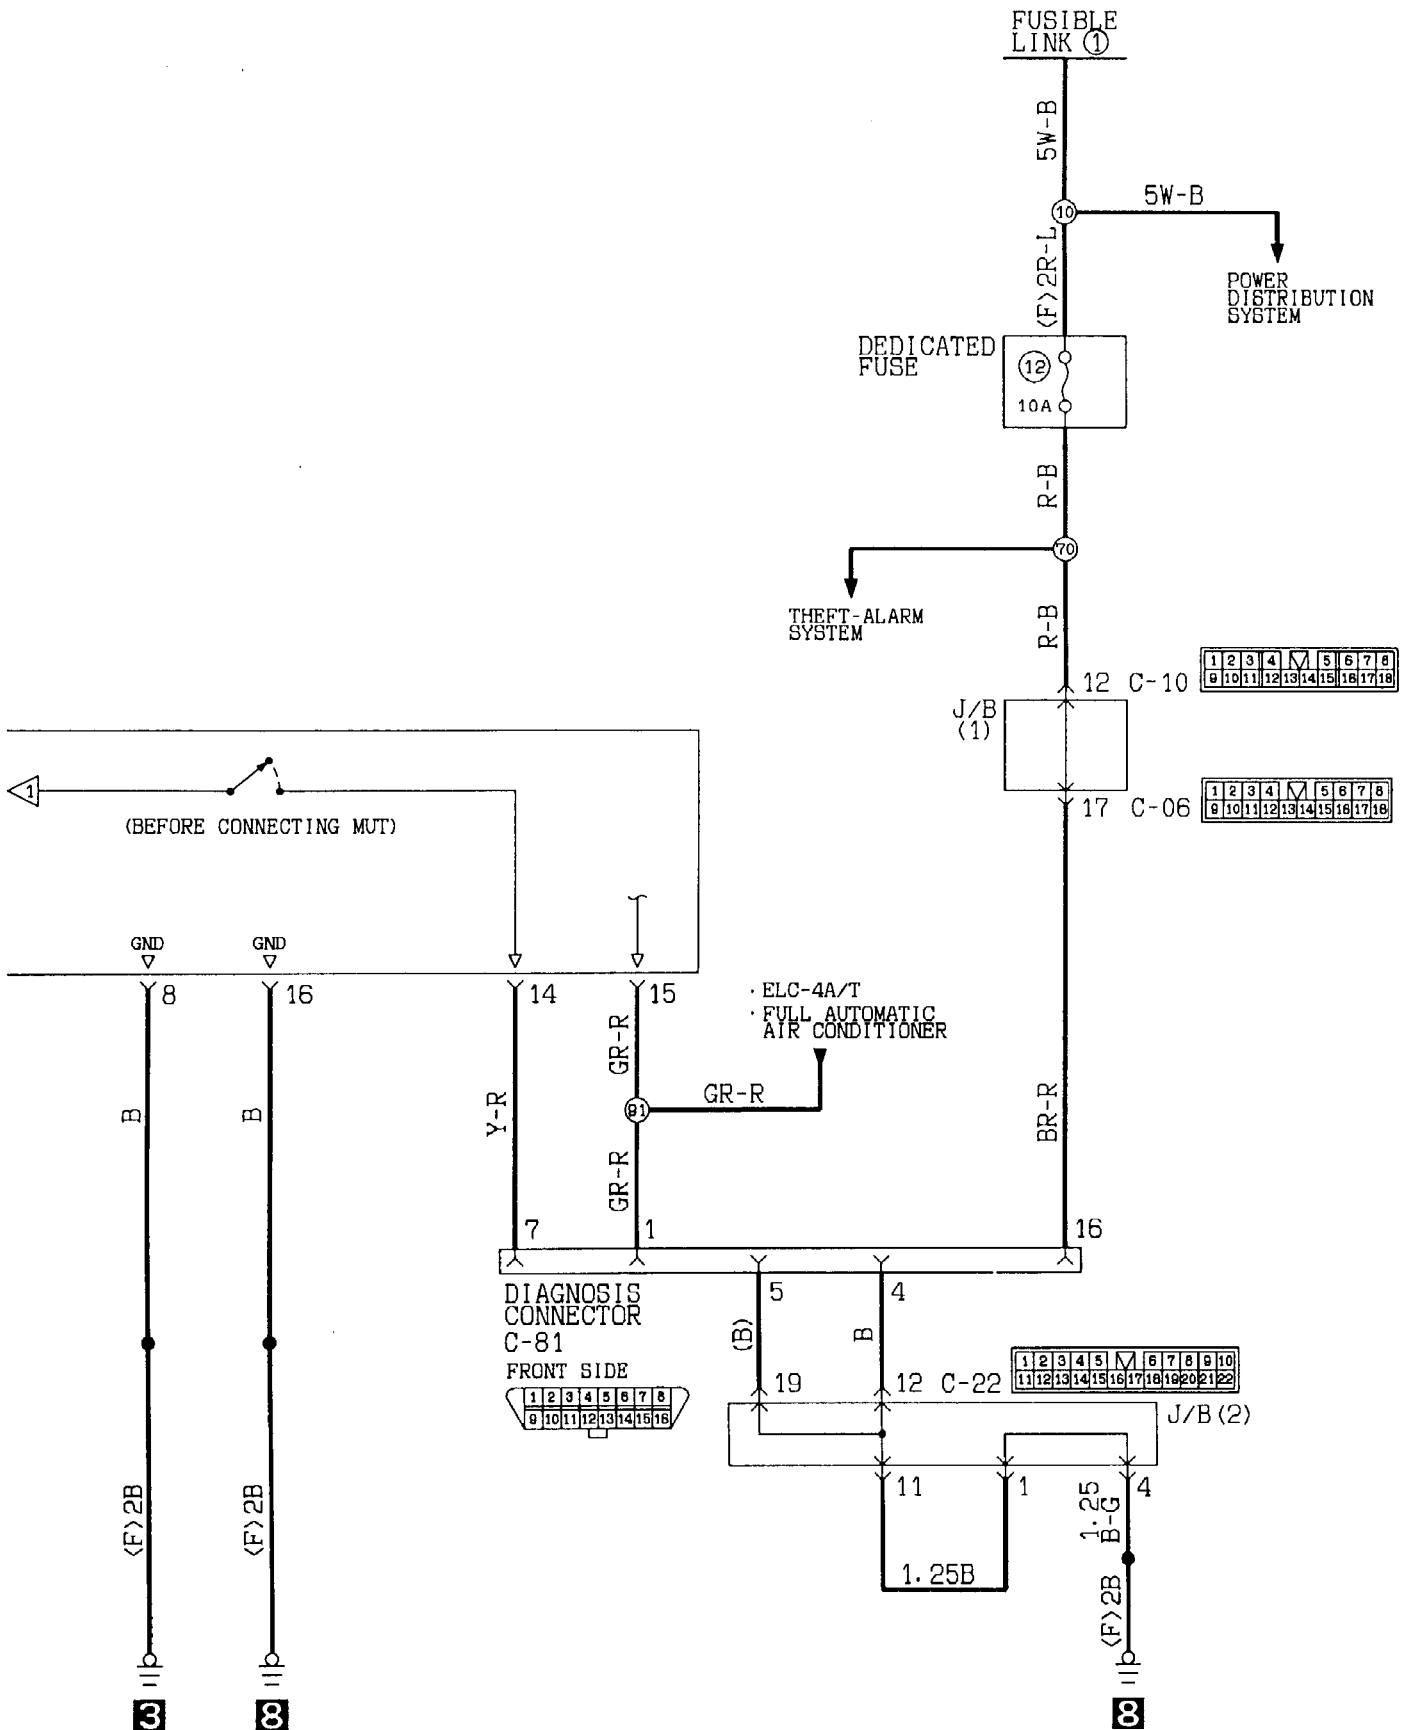 FUSIBLE
LINK ①
5W-B
10
5W-B
(F)2R-L
POWER
DISTRIBUTION
SYSTEM
DEDICATED
FUSE
12
10A
R-B
70
THEFT-ALARM
SYSTEM
R-B
12 C-10
1 2 3 4 5 6 7 8
9 10 11 12 13 14 15 16 17 18
J/B
(1)
17 C-06
1 2 3 4 5 6 7 8
9 10 11 12 13 14 15 16 17 18
1
(BEFORE CONNECTING MUT)
GND
GND
8
16
14
15
· ELC-4A/T
· FULL AUTOMATIC
AIR CONDITIONER
GR-R
GR-R
91
B
B
Y-R
BR-R
GR-R
7
1
16
DIAGNOSIS
CONNECTOR
C-81
5
4
(B)
B
FRONT SIDE
1 2 3 4 5 6 7 8
9 10 11 12 13 14 15 16
19
12 C-22
1 2 3 4 5 6 7 8 9 10
11 12 13 14 15 16 17 18 19 20 21 22
J/B(2)
11
1
4
1.25
B-G
(F)2B
(F)2B
1.25B
(F)2B
3
8
8